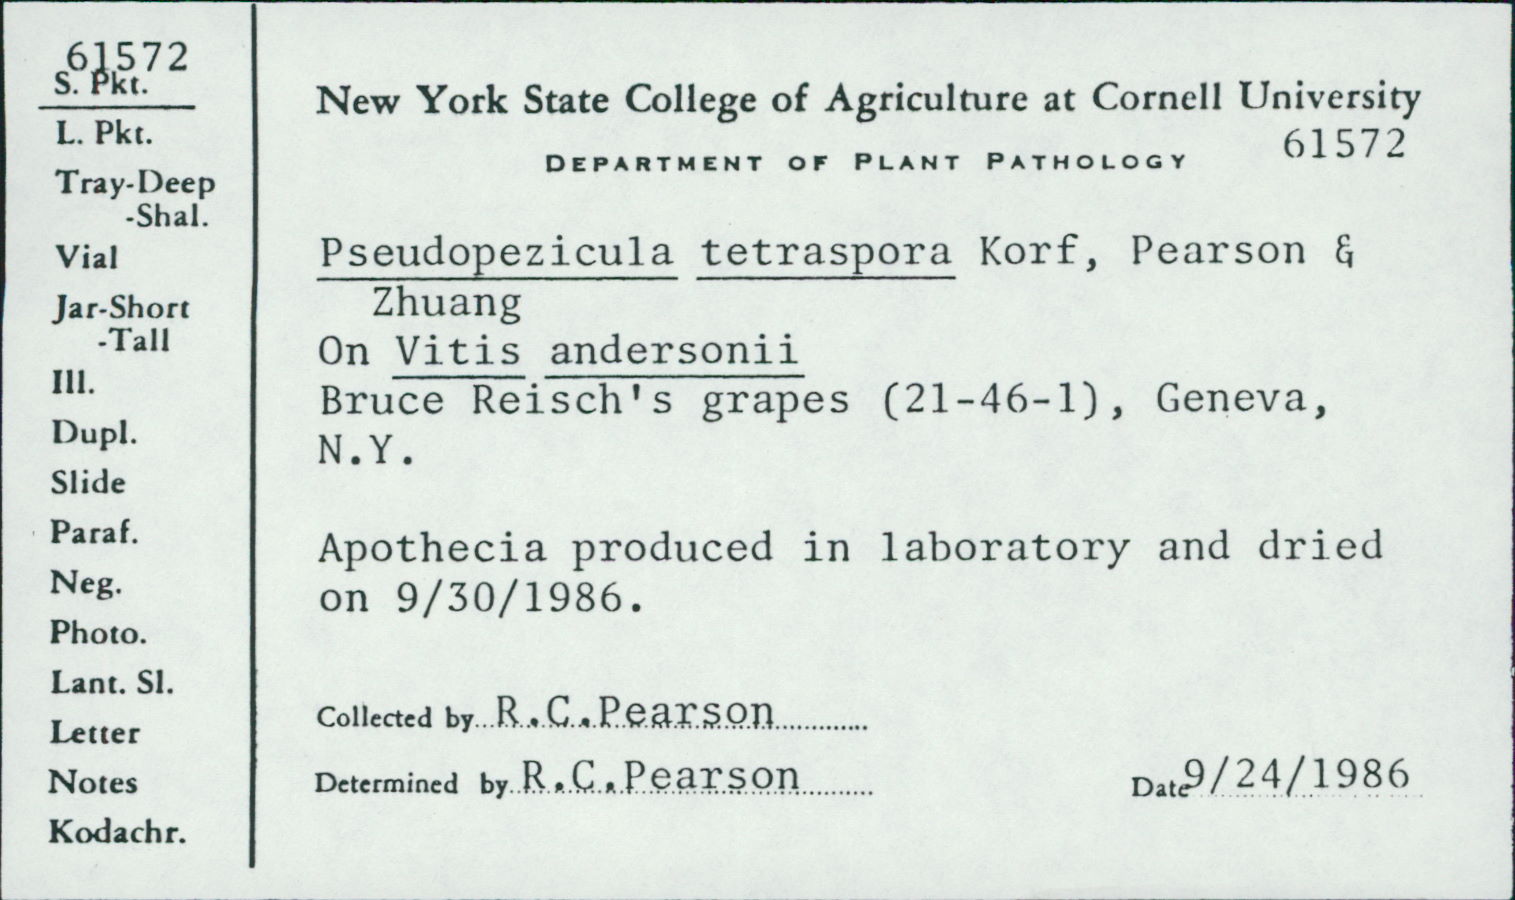 61572
S. Pkt.
L. Pkt.
Tray-Deep
-Shal.
Vial
Jar-Short
-Tall
Ill.
Dupl.
Slide
Paraf.
Neg.
Photo.
Lant. Sl.
Letter
Notes
Kodachr.
New York State College of Agriculture at Cornell University
61572
DEPARTMENT OF PLANT PATHOLOGY
Pseudopezicula tetraspora Korf, Pearson &
Zhuang
On Vitis andersonii
Bruce Reisch's grapes (21-46-1), Geneva,
N.Y.
Apothecia produced in laboratory and dried
on 9/30/1986.
Collected by R.C.Pearson
Determined by R.C.Pearson Date 9/24/1986